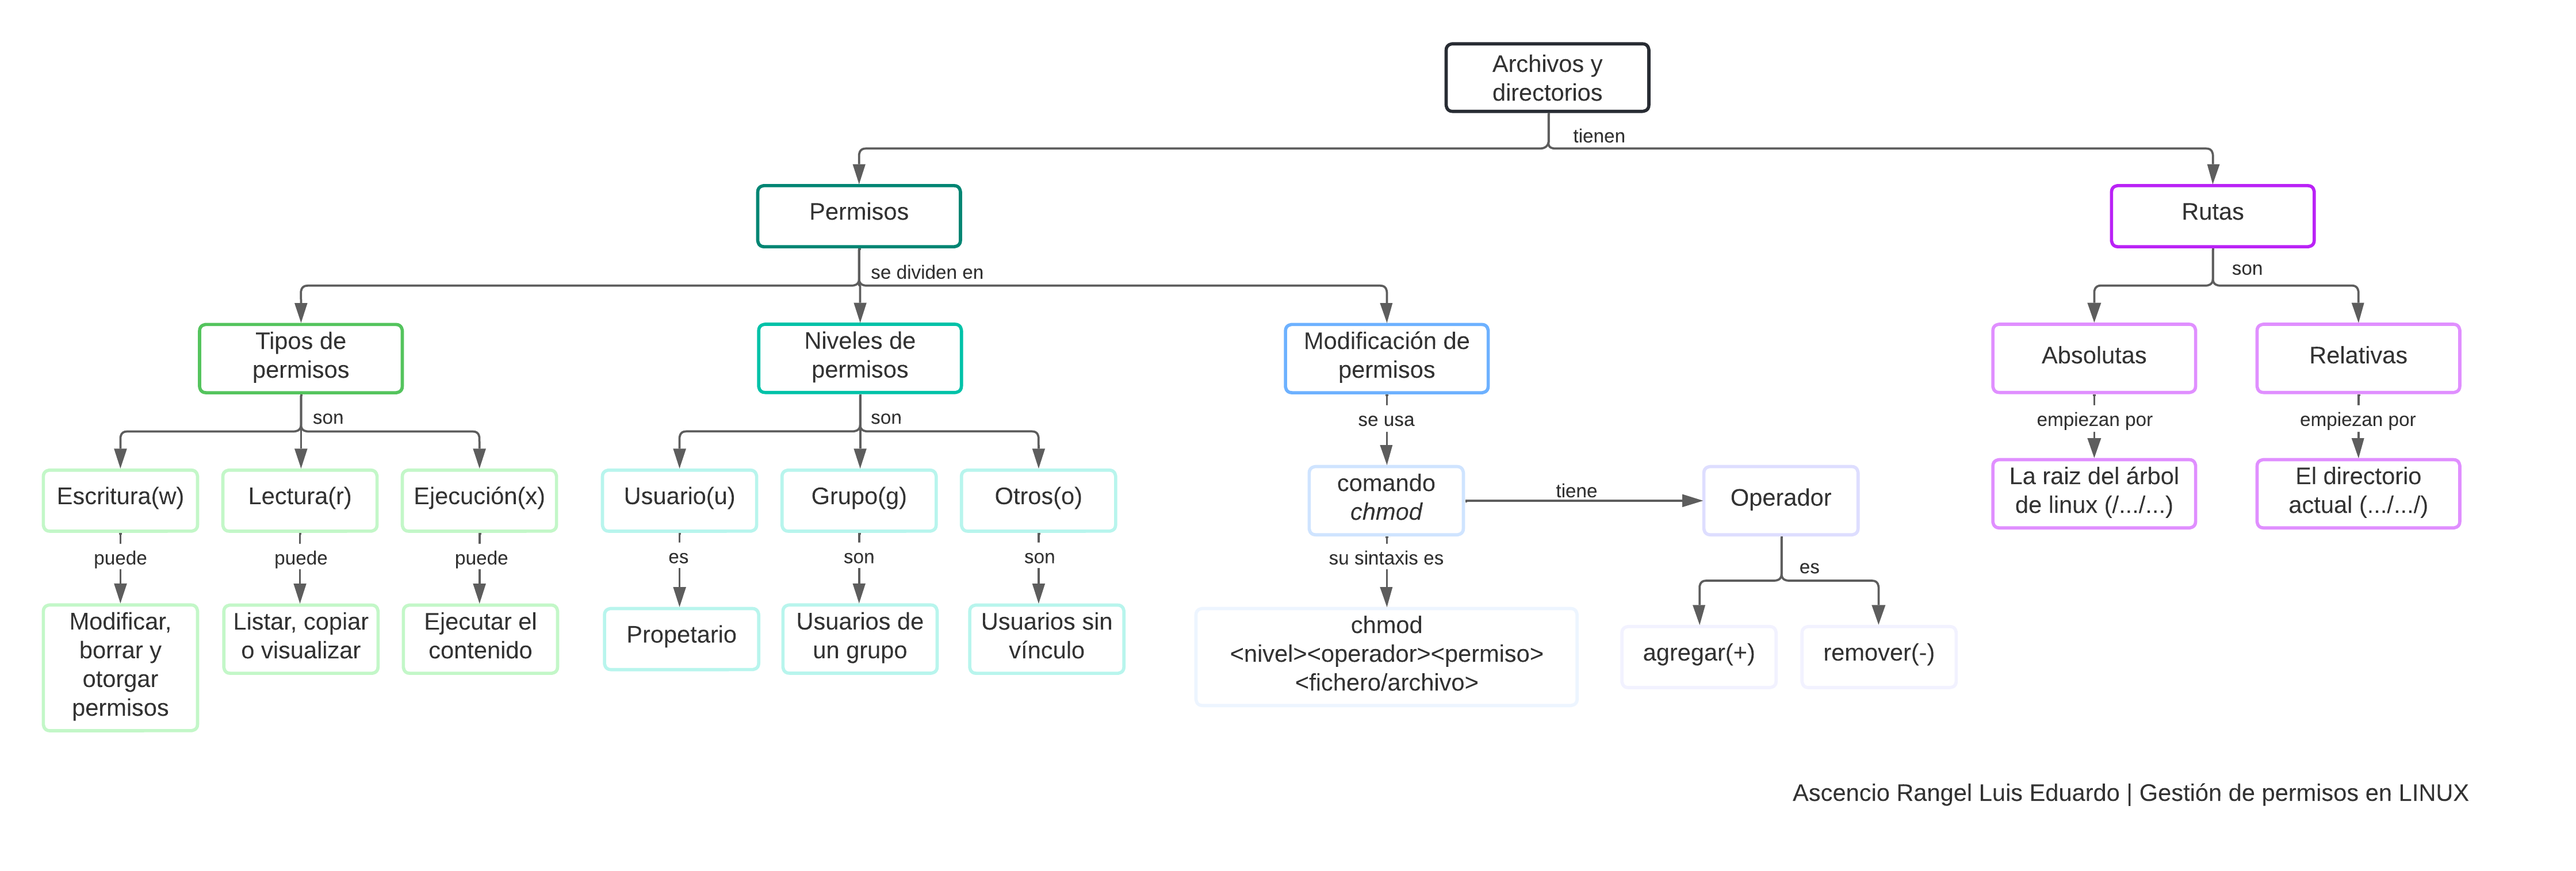 Archivos y
directorios
tienen
Permisos
Rutas
se dividen en
son
Tipos de
permisos
Niveles de
permisos
Modificación de
permisos
Absolutas
Relativas
son
son
se usa
empiezan por
empiezan por
Escritura(w)
Lectura(r)
Ejecución(x)
Usuario(u)
Grupo(g)
Otros(o)
comando
chmod
tiene
Operador
La raiz del árbol
de linux (/.../...)
El directorio
actual (.../.../)
puede
puede
puede
es
son
son
su sintaxis es
es
Modificar,
borrar y
otorgar
permisos
Listar, copiar
o visualizar
Ejecutar el
contenido
Propetario
Usuarios de
un grupo
Usuarios sin
vínculo
chmod
<nivel><operador><permiso>
<fichero/archivo>
agregar(+)
remover(-)
Ascencio Rangel Luis Eduardo | Gestión de permisos en LINUX